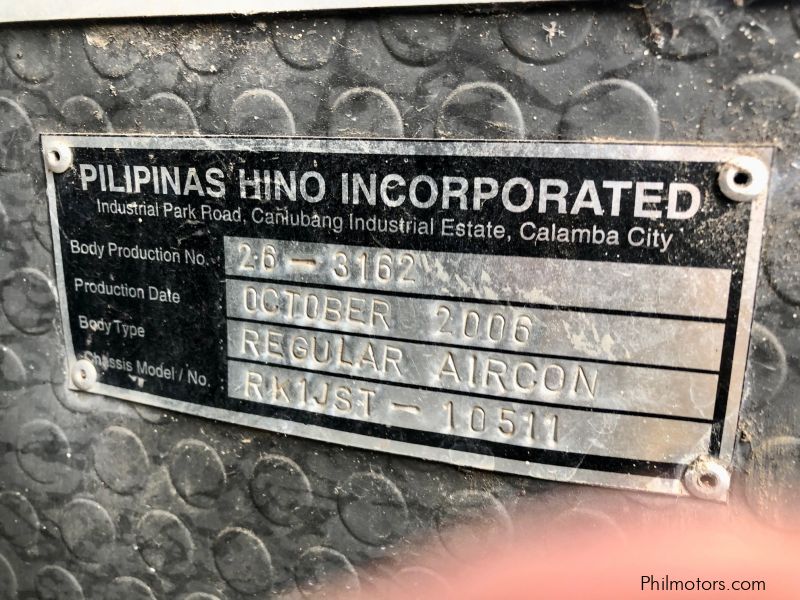 PILIPINAS HINO INCORPORATED
Industrial Park Road, Canlubang Industrial Estate, Calamba City
Body Production No. 26-3162
Production Date OCTOBER 2006
Body Type REGULAR AIRCON
Chassis Model / No. RK1JST-10511
Philmotors.com